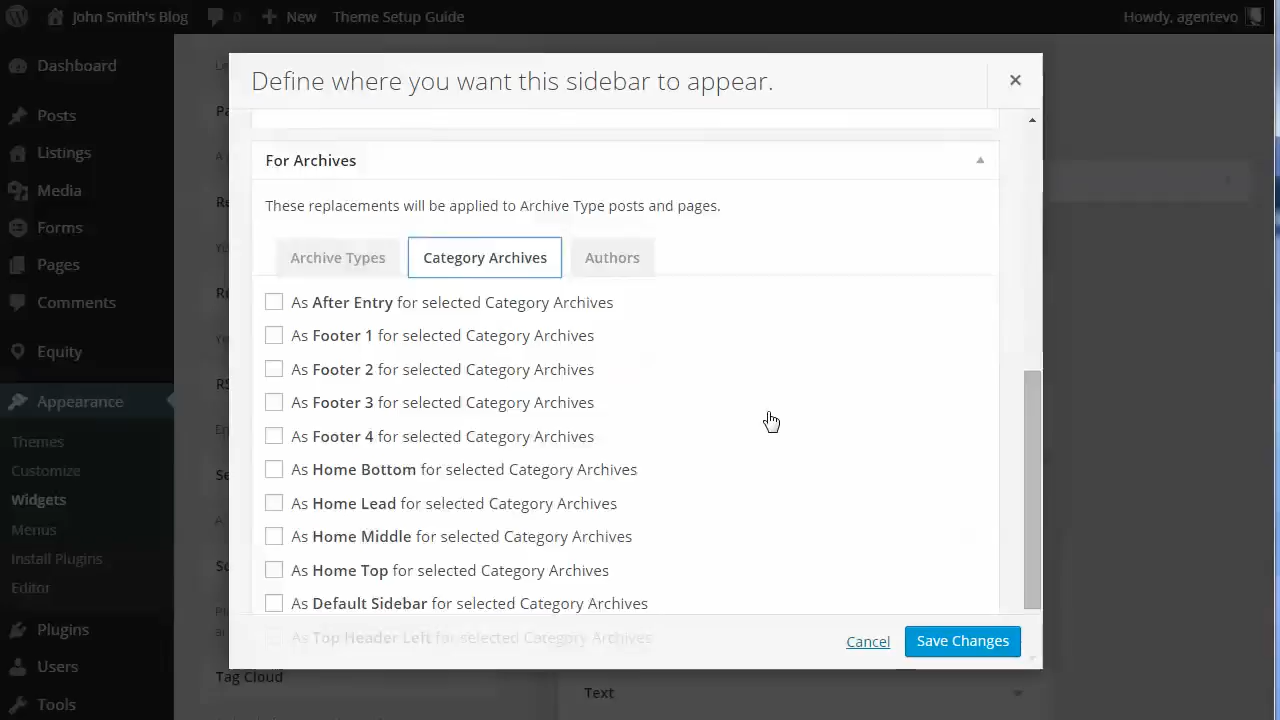 John Smith's Blog 0 New Theme Setup Guide Howdy, agentevo
Dashboard
Posts
Listings
Media
Forms
Pages
Comments
Equity
Appearance
Themes
Customize
Widgets
Menus
Install Plugins
Editor
Plugins
Users
Tools
Define where you want this sidebar to appear. ×
For Archives
These replacements will be applied to Archive Type posts and pages.
Archive Types Category Archives Authors
As After Entry for selected Category Archives
As Footer 1 for selected Category Archives
As Footer 2 for selected Category Archives
As Footer 3 for selected Category Archives
As Footer 4 for selected Category Archives
As Home Bottom for selected Category Archives
As Home Lead for selected Category Archives
As Home Middle for selected Category Archives
As Home Top for selected Category Archives
As Default Sidebar for selected Category Archives
As Top Header Left for selected Category Archives
Cancel Save Changes
Tag Cloud
Text